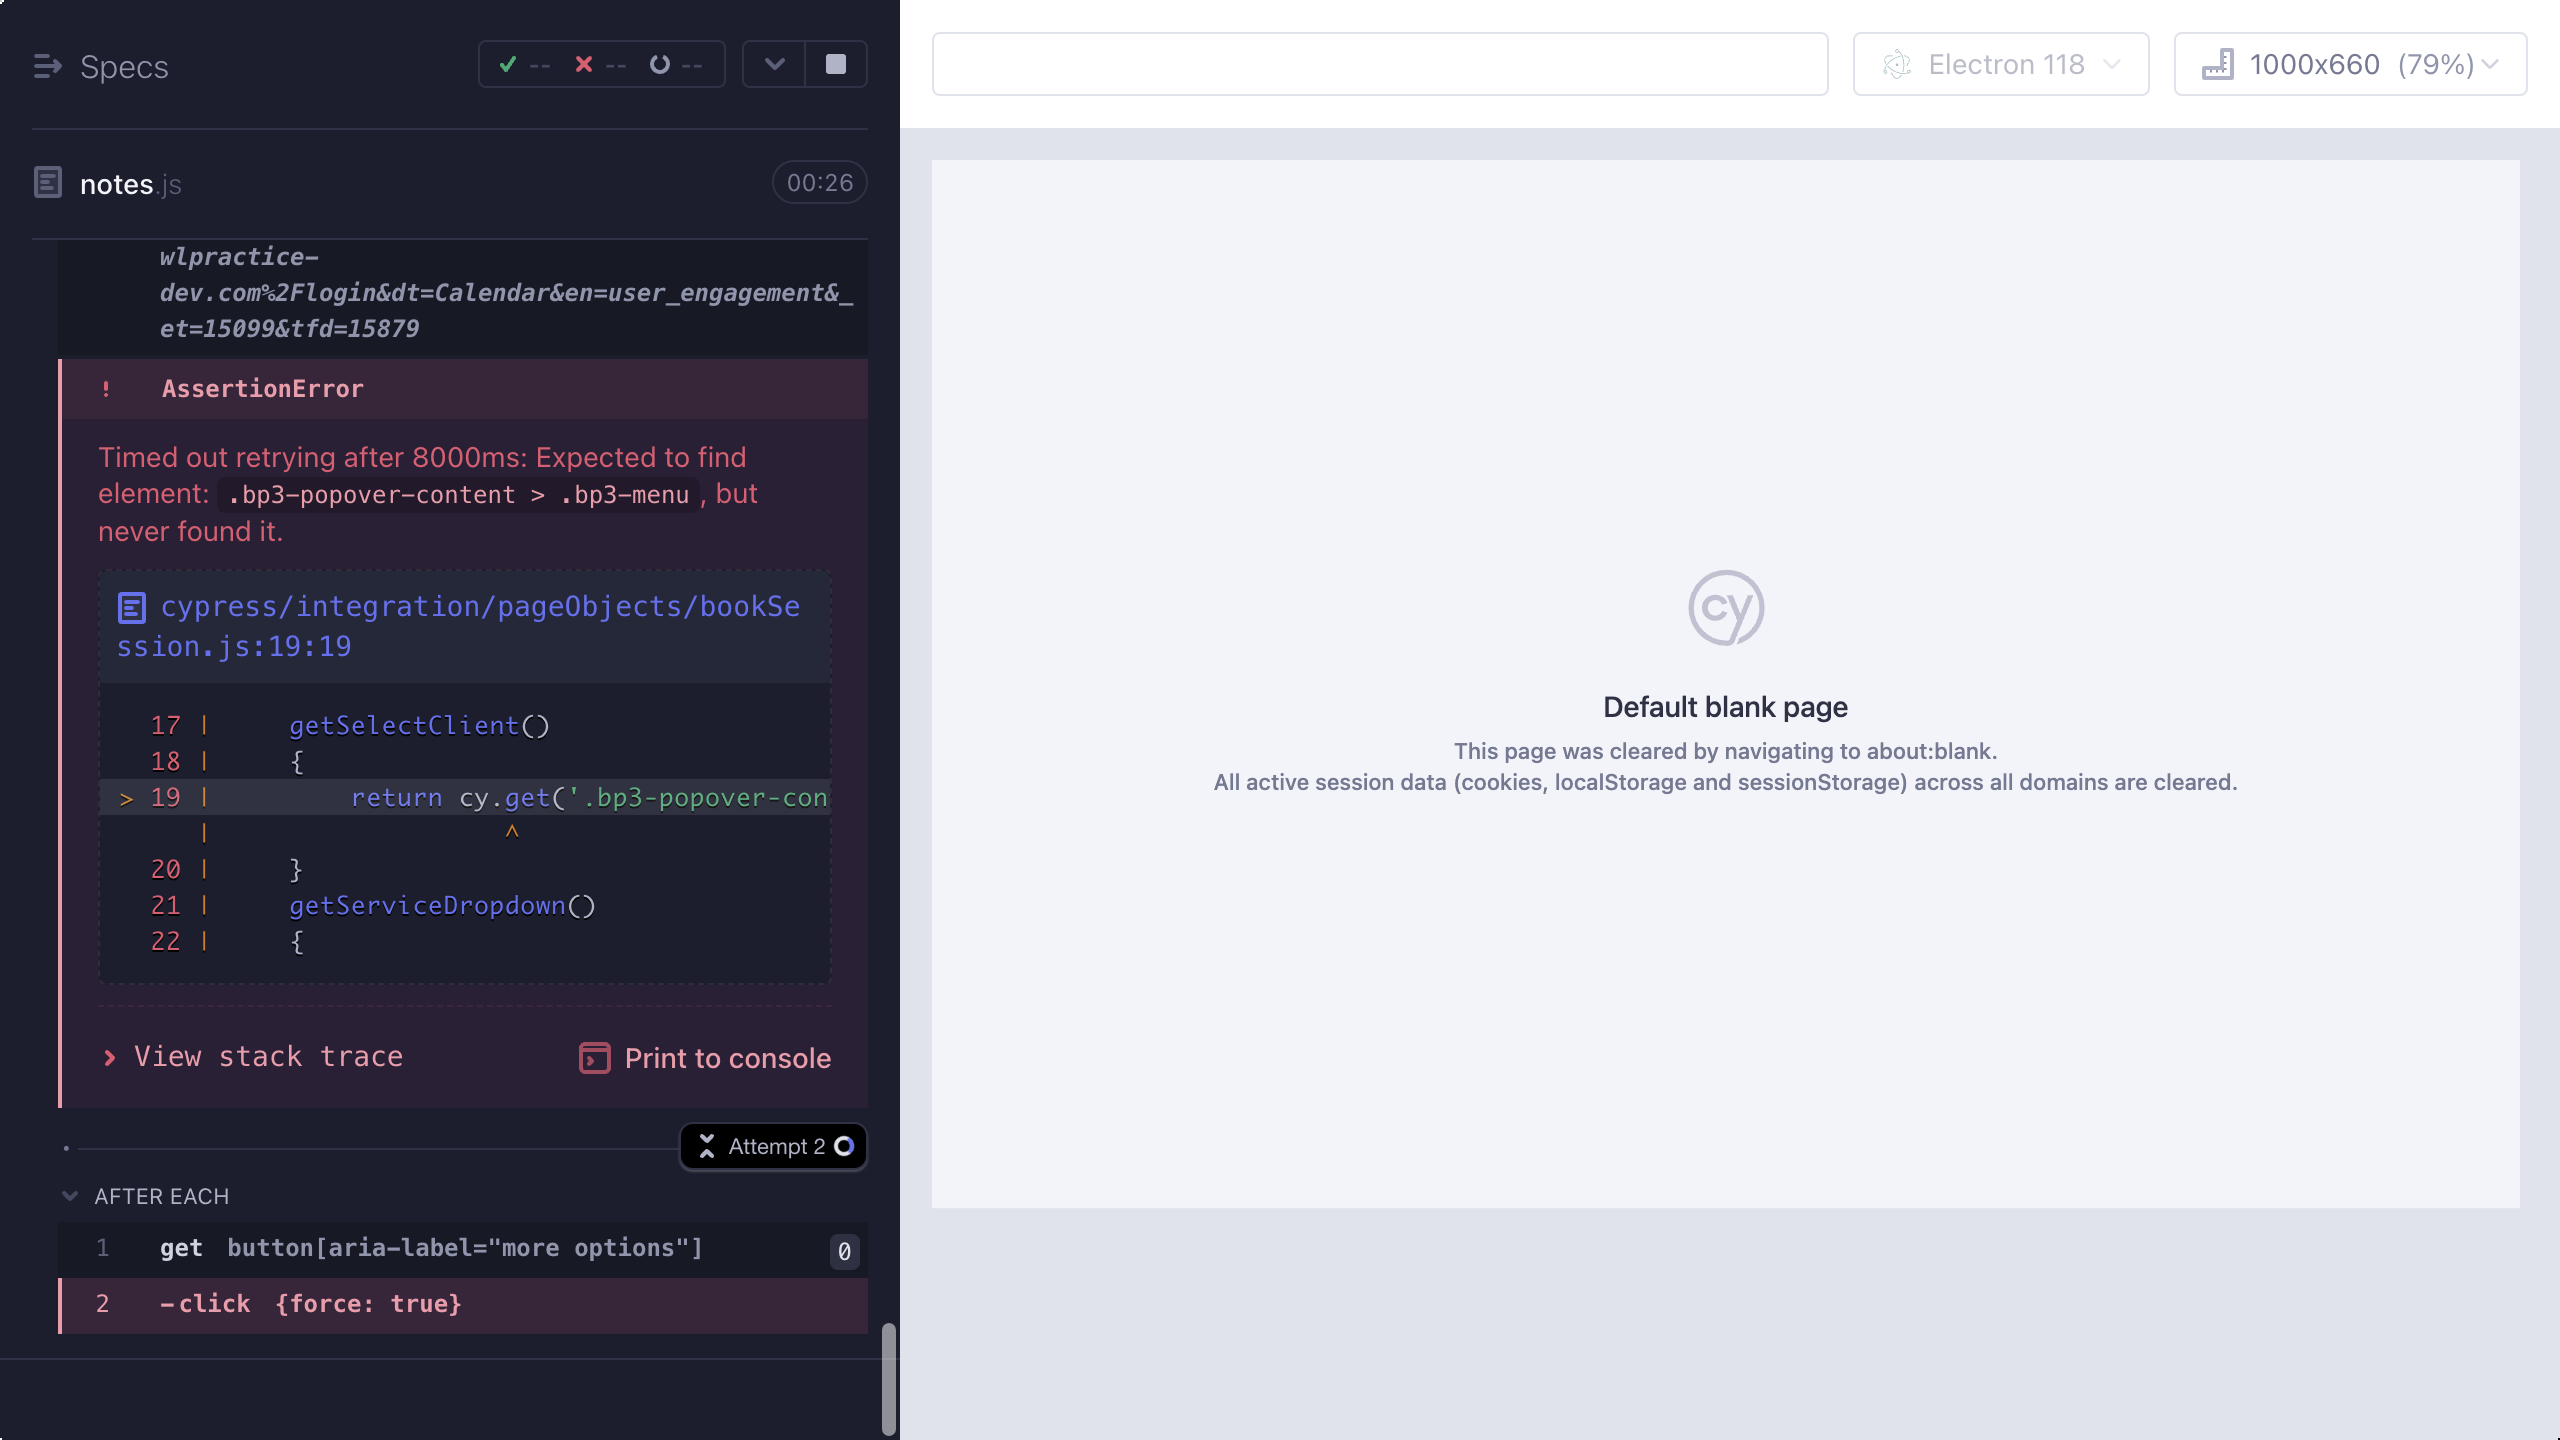 Specs
-- -- --
notes.js
00:26
wlpractice-
dev.com%2Flogin&dt=Calendar&en=user_engagement&_
et=15099&tfd=15879
! AssertionError
Timed out retrying after 8000ms: Expected to find
element: .bp3-popover-content > .bp3-menu, but
never found it.
cypress/integration/pageObjects/bookSe
ssion.js:19:19
17 | getSelectClient()
18 | {
> 19 | return cy.get('.bp3-popover-con
| ^
20 | }
21 | getServiceDropdown()
22 | {
> View stack trace
Print to console
Attempt 2
AFTER EACH
1 get button[aria-label="more options"] 0
2 -click {force: true}
Electron 118
1000x660 (79%)
cy
Default blank page
This page was cleared by navigating to about:blank.
All active session data (cookies, localStorage and sessionStorage) across all domains are cleared.